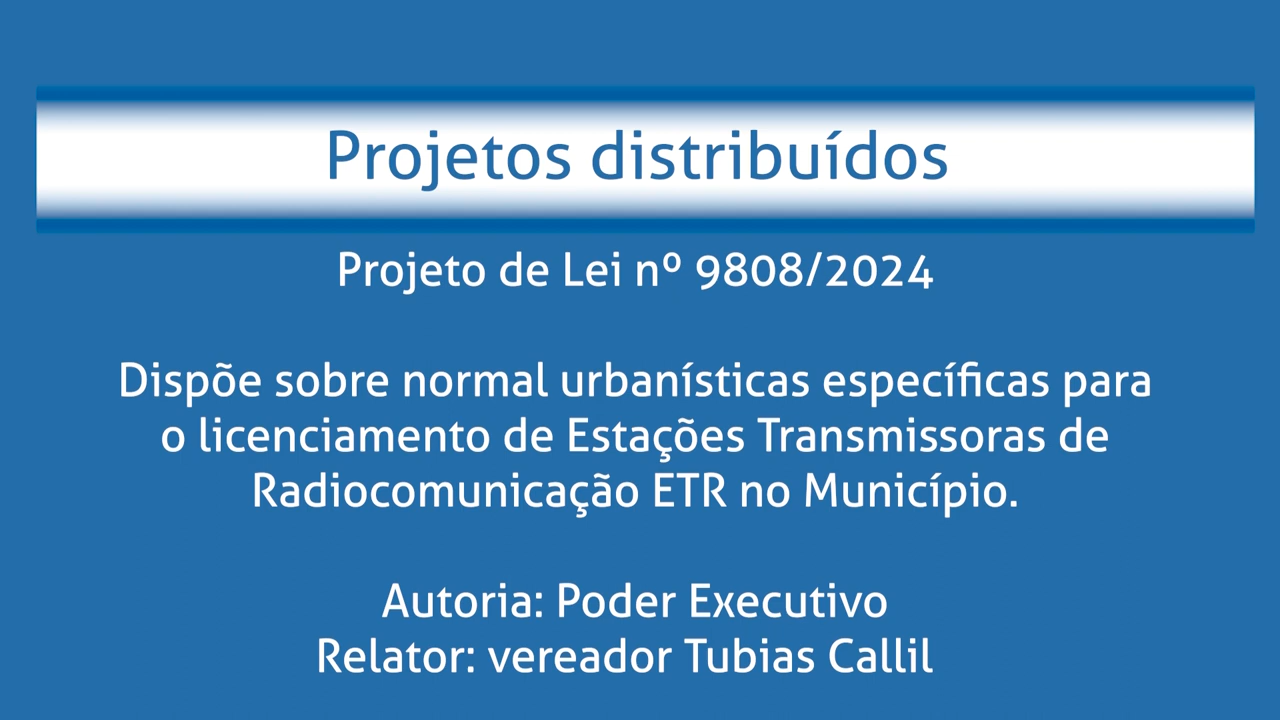 Projetos distribuídos
Projeto de Lei nº 9808/2024
Dispõe sobre normal urbanísticas específicas para
o licenciamento de Estações Transmissoras de
Radiocomunicação ETR no Município.
Autoria: Poder Executivo
Relator: vereador Tubias Callil